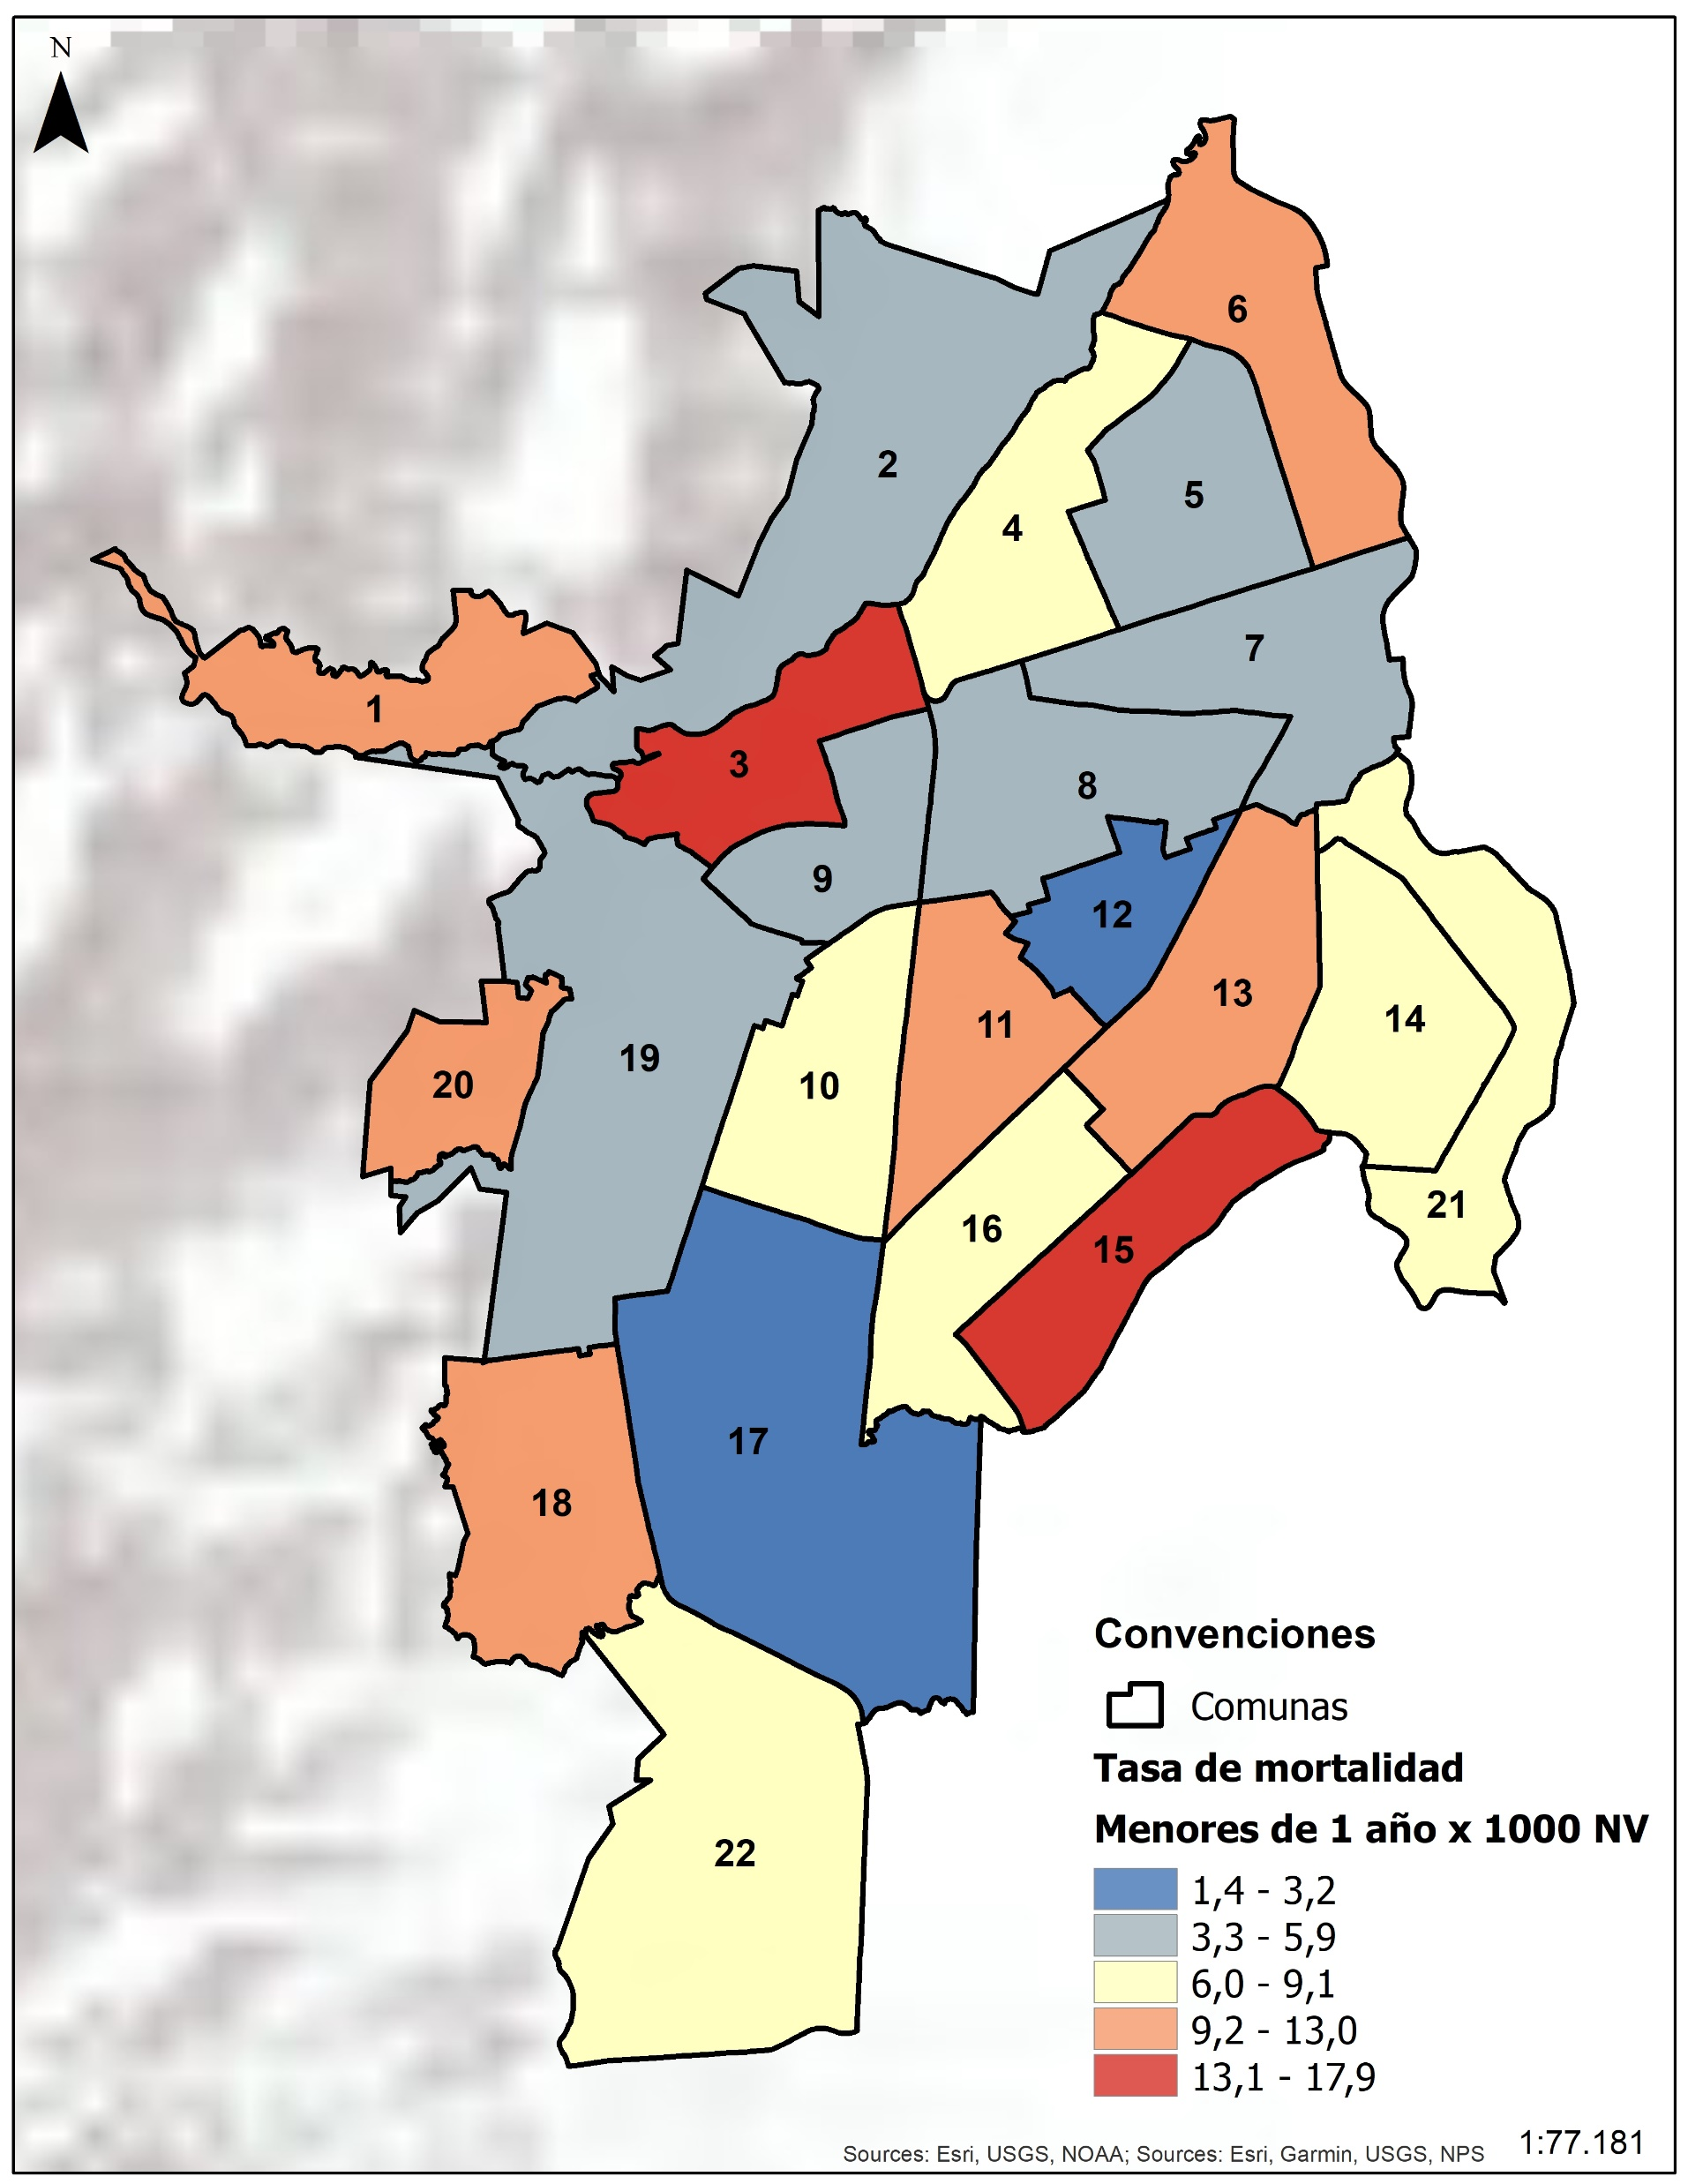 N
6
2
5
4
7
1
3
8
9
12
13
11
14
19
10
20
21
16
15
17
18
22
Convenciones
Comunas
Tasa de mortalidad
Menores de 1 año x 1000 NV
1,4 - 3,2
3,3 - 5,9
6,0 - 9,1
9,2 - 13,0
13,1 - 17,9
Sources: Esri, USGS, NOAA; Sources: Esri, Garmin, USGS, NPS
1:77.181